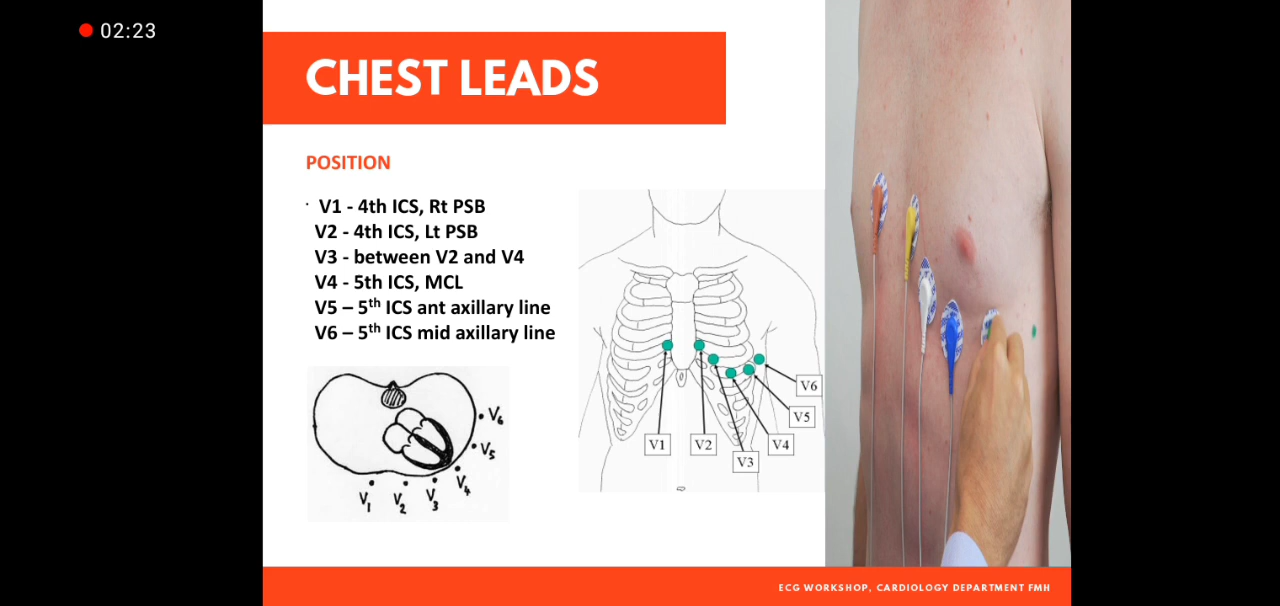 02:23
CHEST LEADS
POSITION
· V1 - 4th ICS, Rt PSB
V2 - 4th ICS, Lt PSB
V3 - between V2 and V4
V4 - 5th ICS, MCL
V5 – 5th ICS ant axillary line
V6 – 5th ICS mid axillary line
V6
V5
V4
V3
V2
V1
V1
V2
V3
V4
V5
V6
ECG WORKSHOP, CARDIOLOGY DEPARTMENT FMH